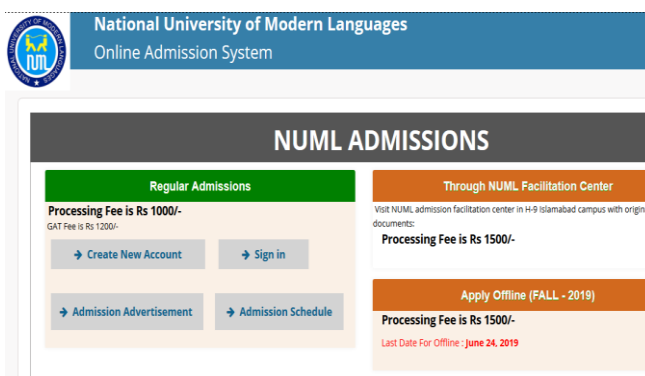 National University of Modern Languages
Online Admission System
NUML ADMISSIONS
Regular Admissions
Processing Fee is Rs 1000/-
GAT Fee is Rs 1200/-
Create New Account
Sign in
Admission Advertisement
Admission Schedule
Through NUML Facilitation Center
Visit NUML admission facilitation center in H-9 Islamabad campus with origin
documents:
Processing Fee is Rs 1500/-
Apply Offline (FALL - 2019)
Processing Fee is Rs 1500/-
Last Date For Offline : June 24, 2019